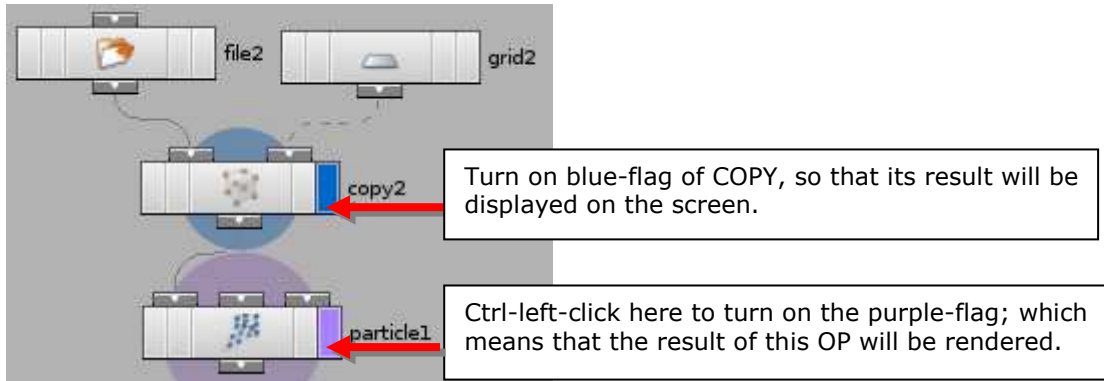 file2
grid2
copy2
Turn on blue-flag of COPY, so that its result will be
displayed on the screen.
particle1
Ctrl-left-click here to turn on the purple-flag; which
means that the result of this OP will be rendered.